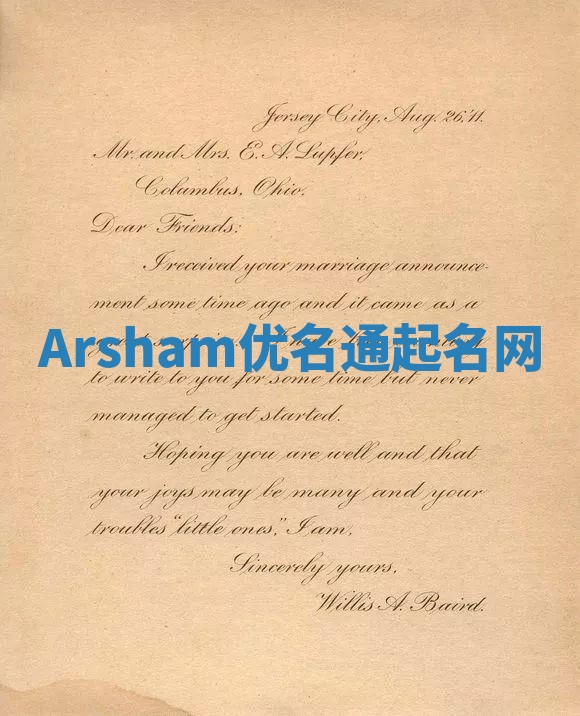 Jersey City, Aug. 26, '11.
Mr. and Mrs. E. A. Lupfer,
Columbus, Ohio.
Dear Friends:
I received your marriage announce-
ment some time ago and it came as a
Arsham优名通起名网
to write to you for some time but never
managed to get started.
Hoping you are well and that
your joys may be many and your
troubles "little ones," I am,
Sincerely yours,
Willis A. Baird.